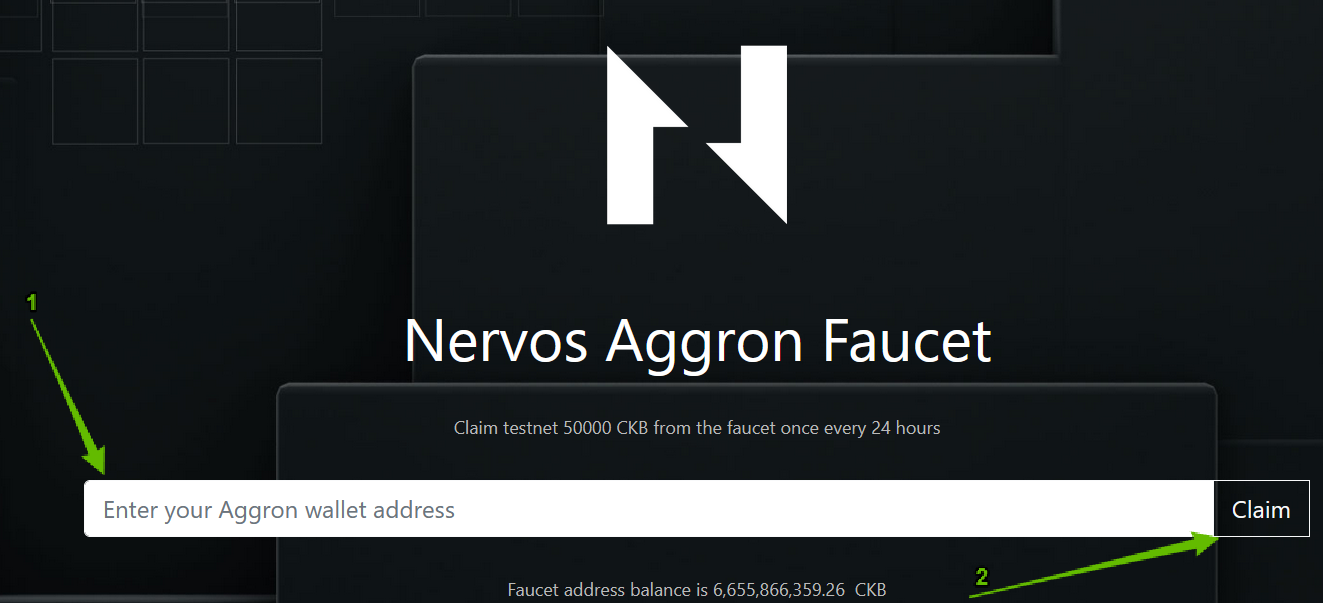 Nervos Aggron Faucet
Claim testnet 50000 CKB from the faucet once every 24 hours
1
Enter your Aggron wallet address
Claim
2
Faucet address balance is 6,655,866,359.26 CKB